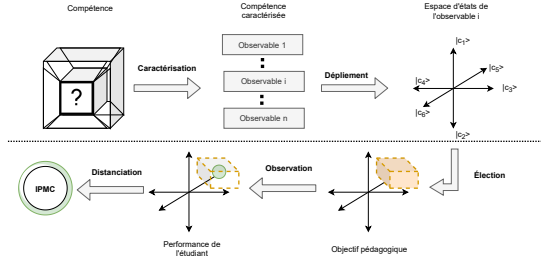 Compétence
Compétence
caractérisée
Espace d'états de
l'observable i
?
Caractérisation
Observable 1
Observable i
Observable n
Dépliement
|c₁>
|c₅>
|c₄>
|c₃>
|c₆>
|c₂>
IPMC
Distanciation
Observation
Élection
Performance de
l'étudiant
Objectif pédagogique